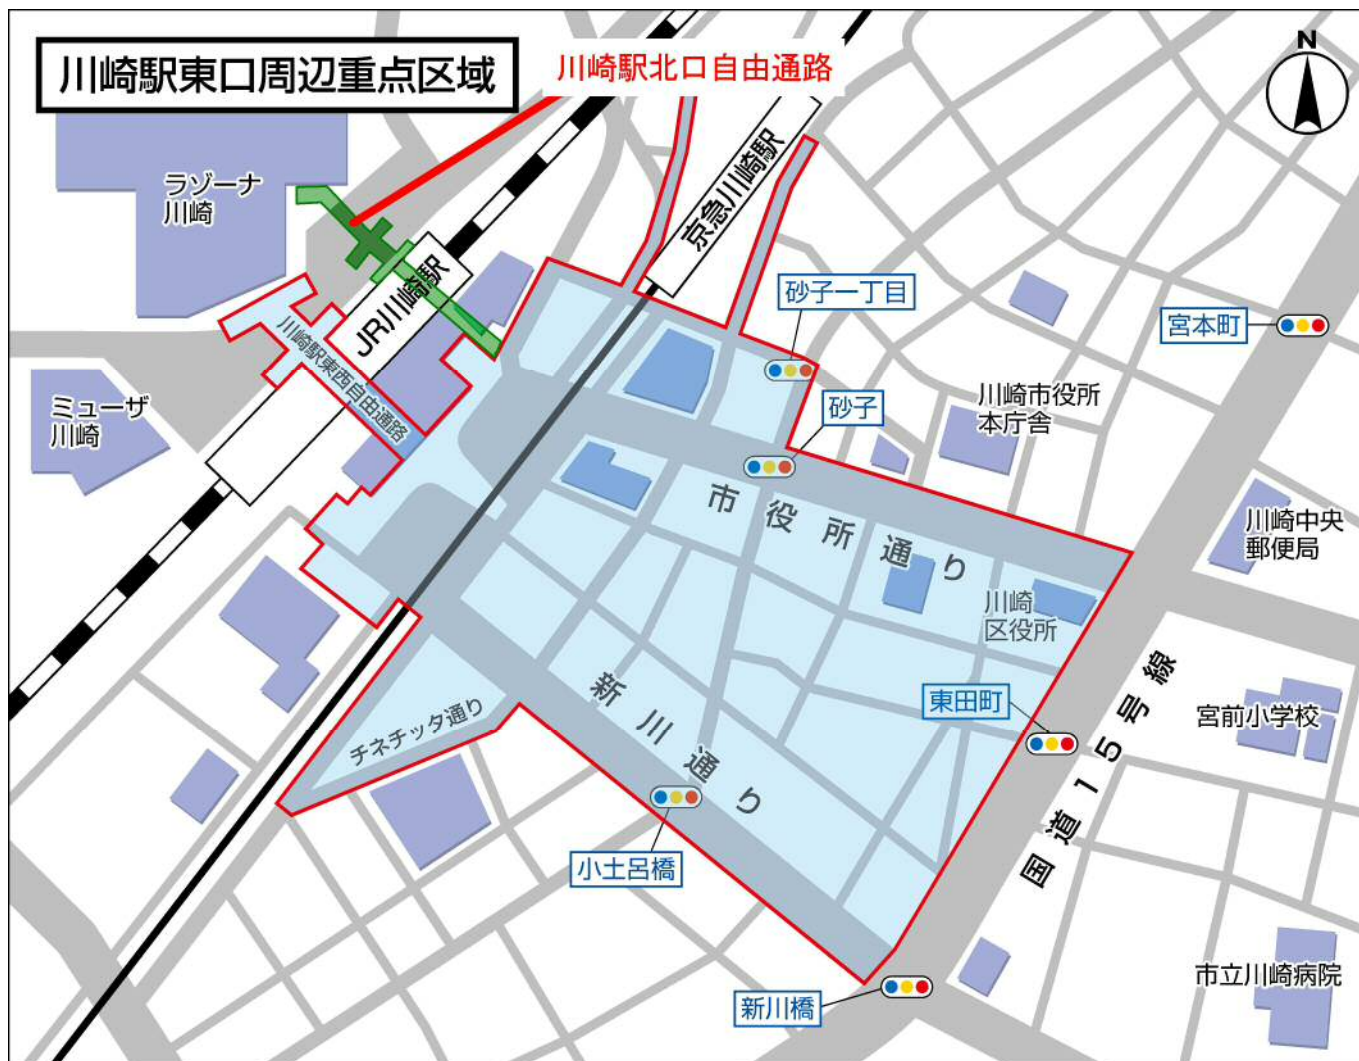 川崎駅東口周辺重点区域
川崎駅北口自由通路
N
ラゾーナ
川崎
京急川崎駅
JR川崎駅
川崎駅東西自由通路
砂子一丁目
宮本町
砂子
川崎市役所
本庁舎
ミューザ
川崎
市役所通り
川崎中央
郵便局
川崎
区役所
新川通り
東田町
国道15号線
宮前小学校
チネチッタ通り
小土呂橋
市立川崎病院
新川橋